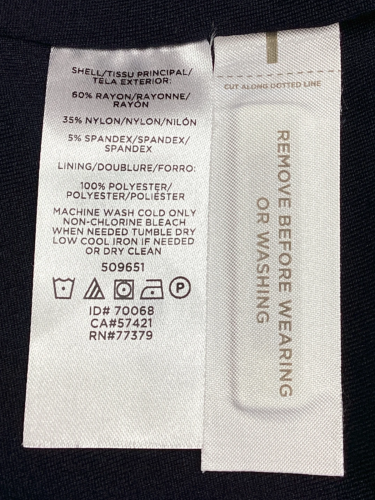 SHELL/TISSU PRINCIPAL/
TELA EXTERIOR:
60% RAYON/RAYONNE/
RAYÓN
35% NYLON/NYLON/NILÓN
5% SPANDEX/SPANDEX/
SPANDEX
LINING/DOUBLURE/FORRO:
100% POLYESTER/
POLYESTER/POLIÉSTER
MACHINE WASH COLD ONLY
NON-CHLORINE BLEACH
WHEN NEEDED TUMBLE DRY
LOW COOL IRON IF NEEDED
OR DRY CLEAN
509651
P
ID# 70068
CA#57421
RN#77379
CUT ALONG DOTTED LINE
REMOVE BEFORE WEARING
OR WASHING